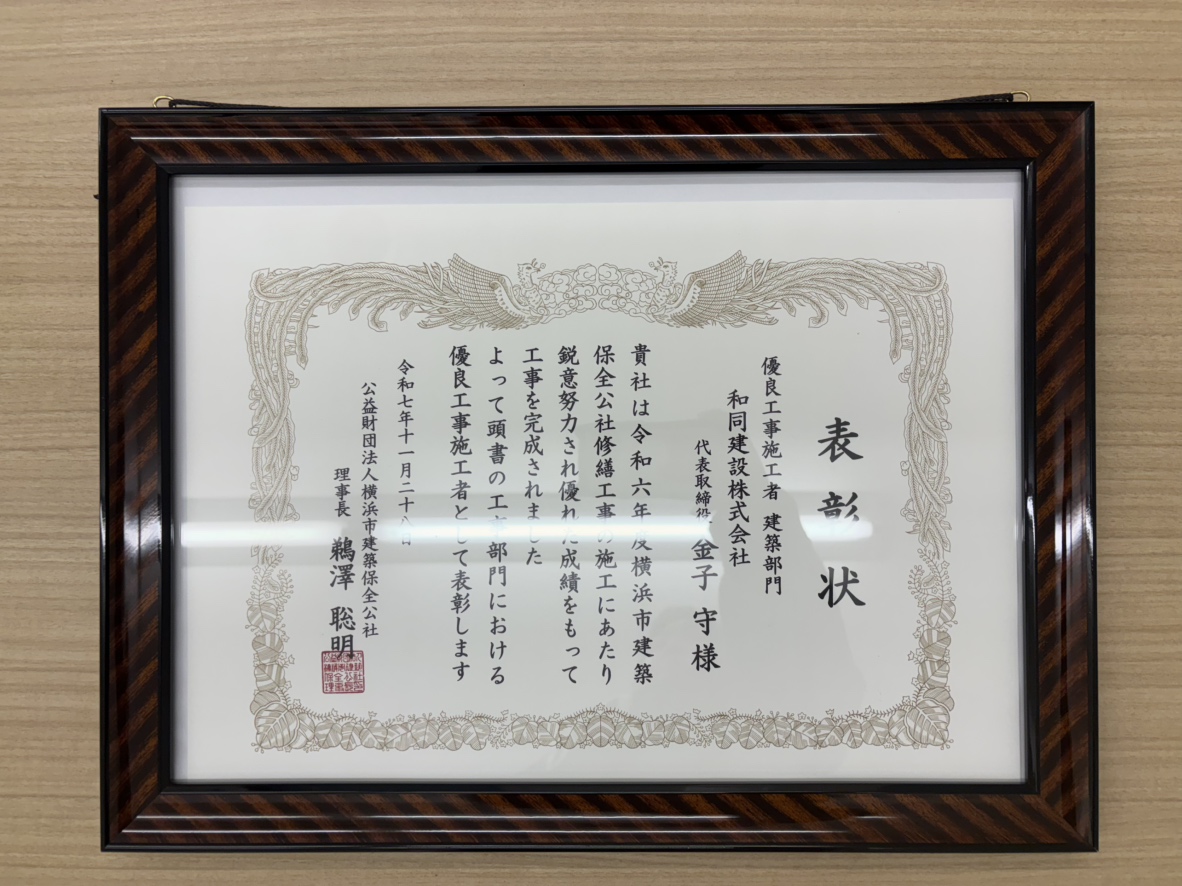 表彰状
優良工事施工者 建築部門
和同建設株式会社
代表取締役 金子 守 様
貴社は令和六年度横浜市建築
保全公社修繕工事の施工にあたり
鋭意努力され優れた成績をもって
工事を完成されました
よって頭書の工事部門における
優良工事施工者として表彰します
令和七年十一月二十八日
公益財団法人横浜市建築保全公社
理事長 鵜澤 聡明